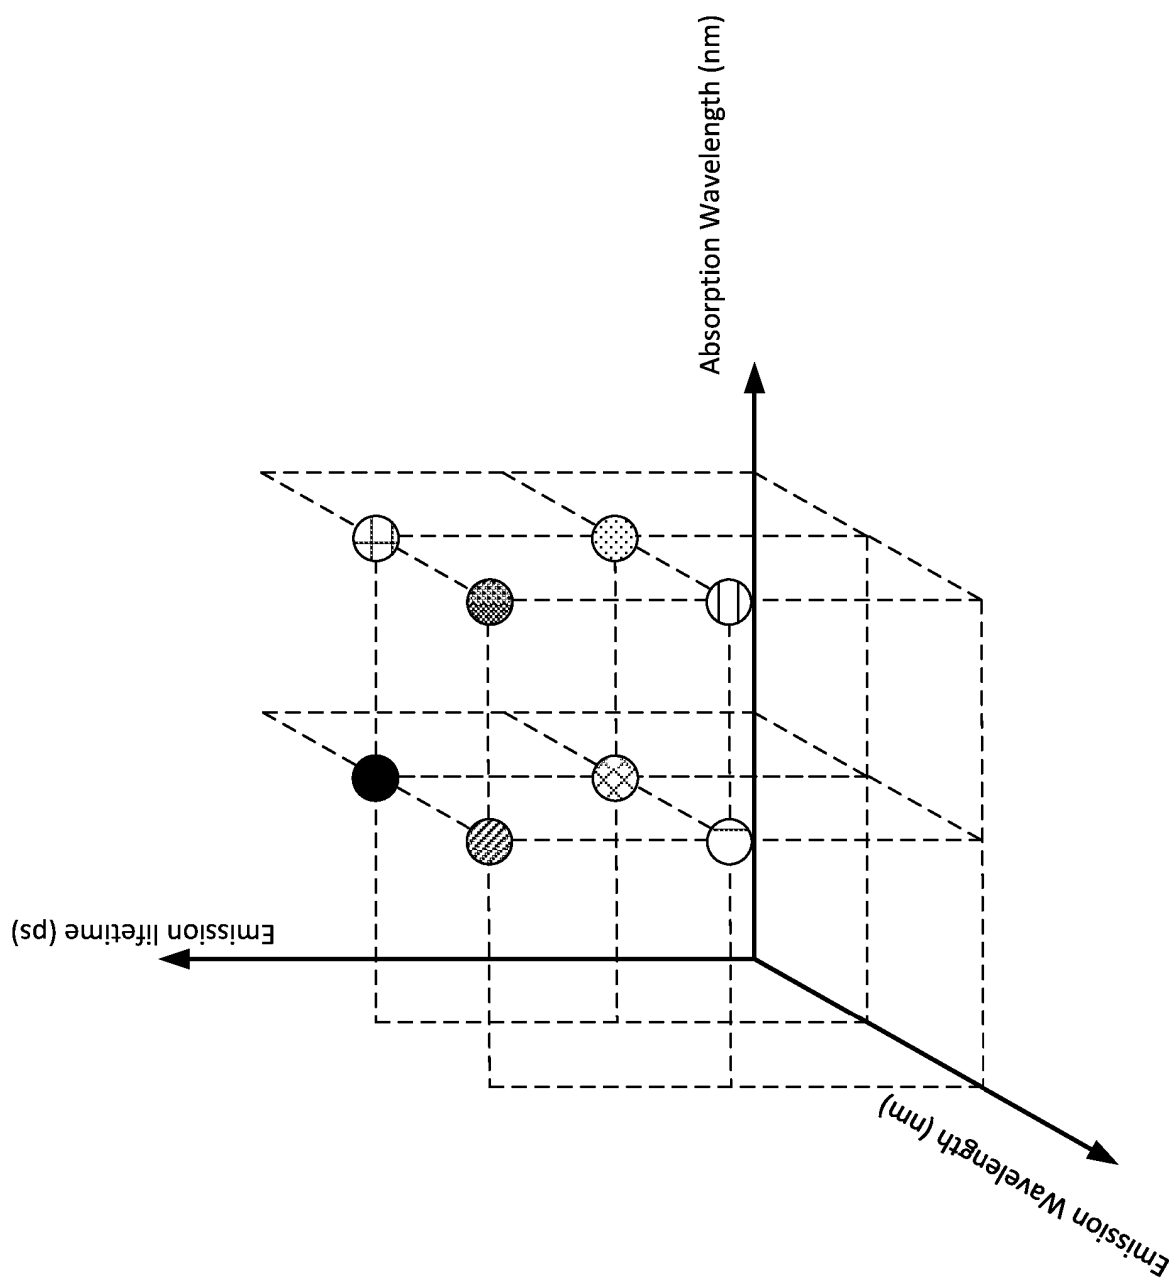 Absorption Wavelength (nm)
Emission lifetime (ps)
Emission Wavelength (nm)